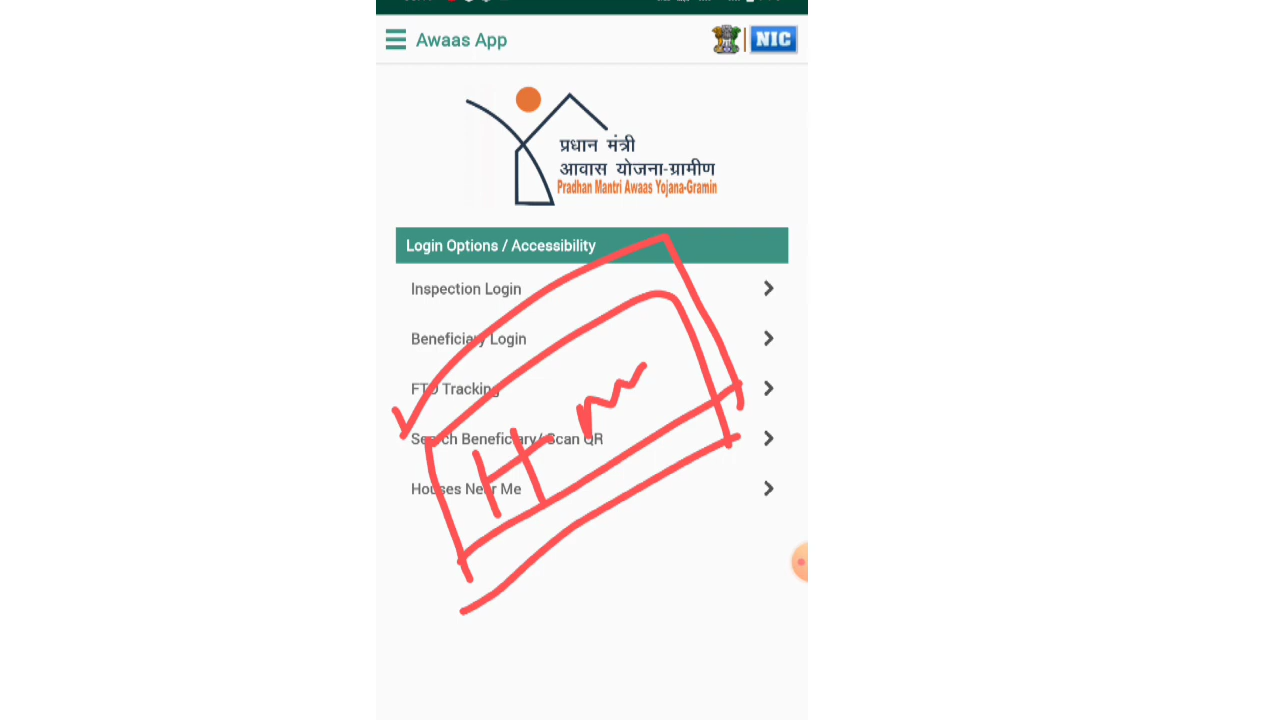 Awaas App
NIC
प्रधान मंत्री
आवास योजना-ग्रामीण
Pradhan Mantri Awaas Yojana-Gramin
Login Options / Accessibility
Inspection Login
Beneficiary Login
FTO Tracking
Search Beneficiary/ Scan QR
Houses Near Me